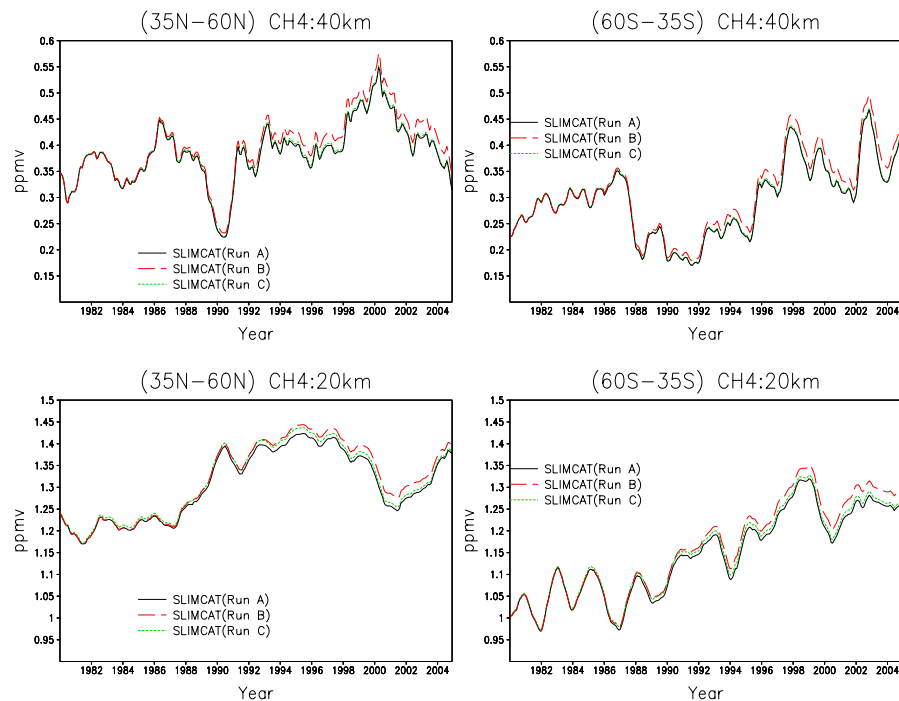 (35N−60N) CH4:40km
0.6
0.55
0.5
0.45
0.4
0.35
0.3
0.25
0.2
0.15
ppmv
SLIMCAT(Run A)
SLIMCAT(Run B)
SLIMCAT(Run C)
1982 1984 1986 1988 1990 1992 1994 1996 1998 2000 2002 2004
Year
(60S−35S) CH4:40km
0.6
0.55
0.5
0.45
0.4
0.35
0.3
0.25
0.2
0.15
ppmv
SLIMCAT(Run A)
SLIMCAT(Run B)
SLIMCAT(Run C)
1982 1984 1986 1988 1990 1992 1994 1996 1998 2000 2002 2004
Year
(35N−60N) CH4:20km
1.5
1.45
1.4
1.35
1.3
1.25
1.2
1.15
1.1
1.05
1
0.95
ppmv
SLIMCAT(Run A)
SLIMCAT(Run B)
SLIMCAT(Run C)
1982 1984 1986 1988 1990 1992 1994 1996 1998 2000 2002 2004
Year
(60S−35S) CH4:20km
1.5
1.45
1.4
1.35
1.3
1.25
1.2
1.15
1.1
1.05
1
0.95
ppmv
SLIMCAT(Run A)
SLIMCAT(Run B)
SLIMCAT(Run C)
1982 1984 1986 1988 1990 1992 1994 1996 1998 2000 2002 2004
Year